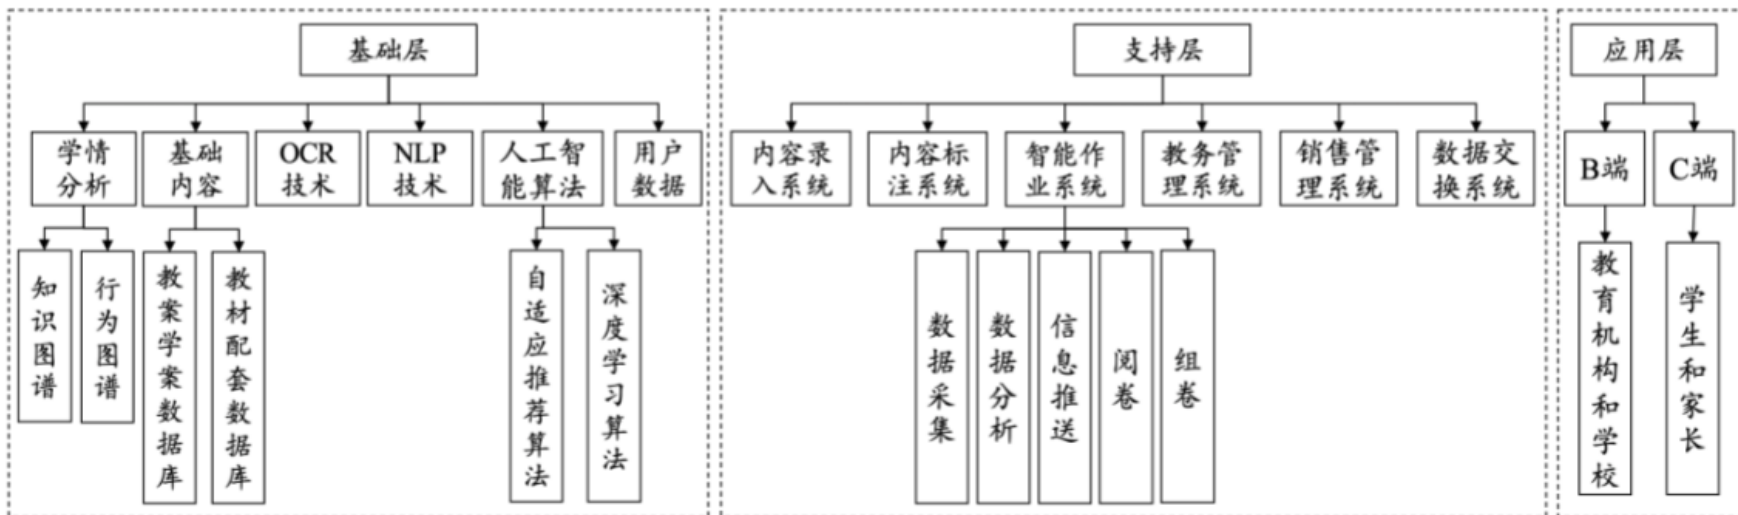 基础层
支持层
应用层
学情
分析
基础
内容
OCR
技术
NLP
技术
人工智
能算法
用户
数据
内容录
入系统
内容标
注系统
智能作
业系统
教务管
理系统
销售管
理系统
数据交
换系统
B端
C端
知识图谱
行为图谱
教案学案数据库
教材配套数据库
自适应推荐算法
深度学习算法
数据采集
数据分析
信息推送
阅卷
组卷
教育机构和学校
学生和家长